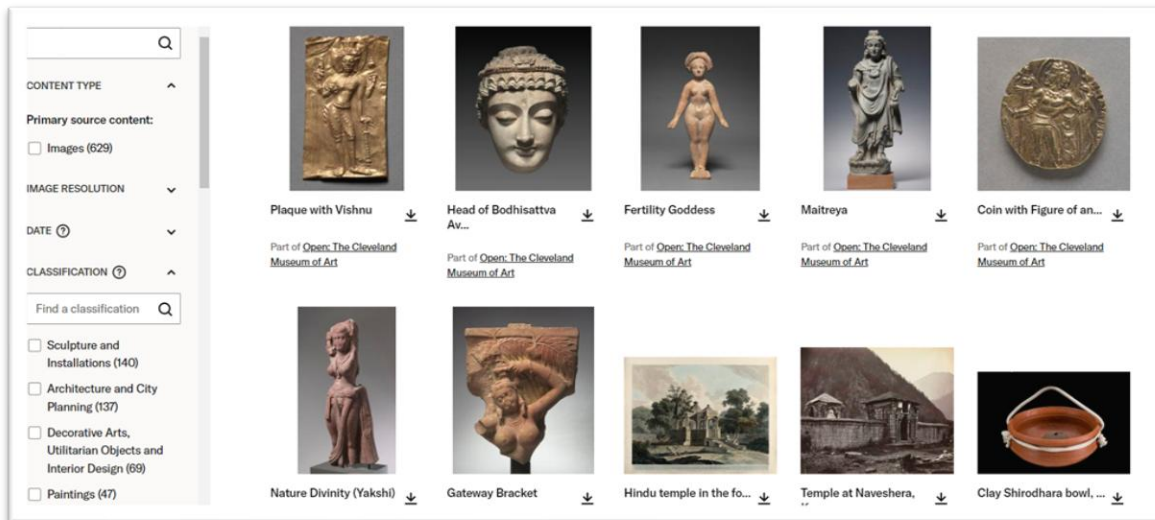 CONTENT TYPE
Primary source content:
Images (629)
IMAGE RESOLUTION
DATE ?
CLASSIFICATION ?
Find a classification
Sculpture and
Installations (140)
Architecture and City
Planning (137)
Decorative Arts,
Utilitarian Objects and
Interior Design (69)
Paintings (47)
Plaque with Vishnu
Part of Open: The Cleveland
Museum of Art
Head of Bodhisattva
Av...
Part of Open: The Cleveland
Museum of Art
Fertility Goddess
Part of Open: The Cleveland
Museum of Art
Maitreya
Part of Open: The Cleveland
Museum of Art
Coin with Figure of an...
Part of Open: The Cleveland
Museum of Art
Nature Divinity (Yakshi)
Gateway Bracket
Hindu temple in the fo...
Temple at Naveshera,
Clay Shirodhara bowl, ...